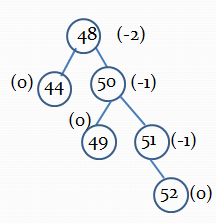 48 (-2)
(0) 44 50 (-1)
(0) 49 51 (-1)
52 (0)